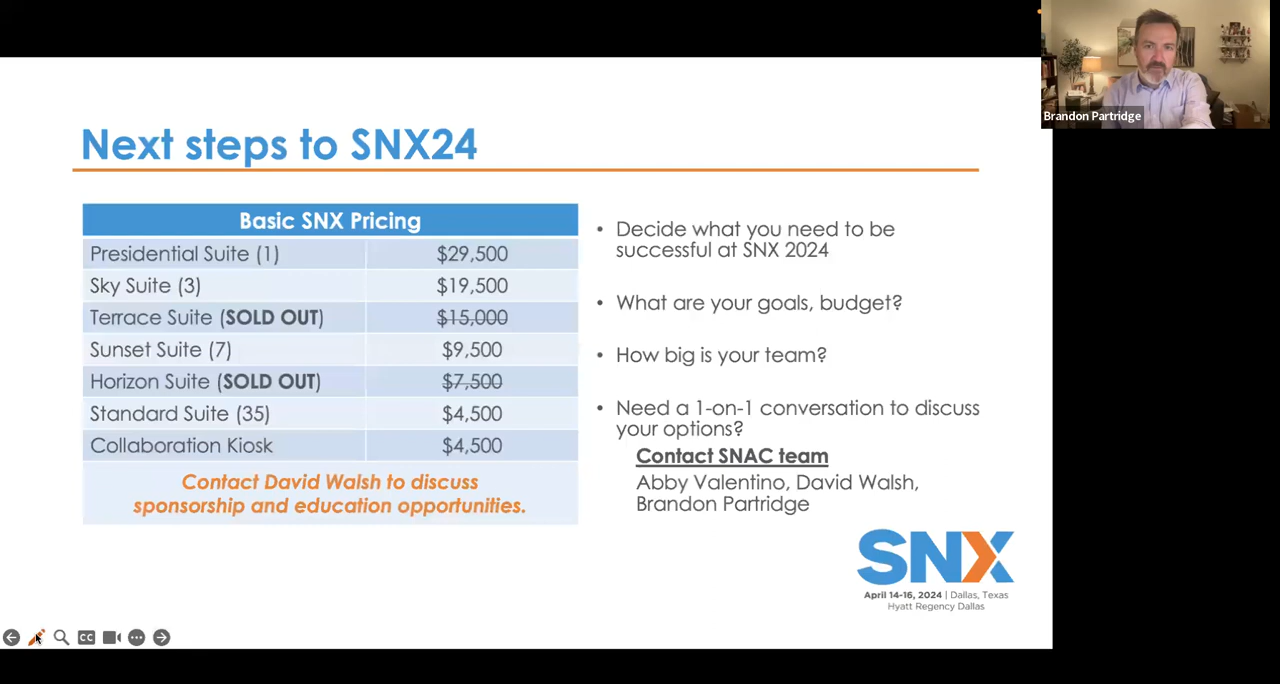 Brandon Partridge
Next steps to SNX24
Basic SNX Pricing
Presidential Suite (1) $29,500
Sky Suite (3) $19,500
Terrace Suite (SOLD OUT) $15,000
Sunset Suite (7) $9,500
Horizon Suite (SOLD OUT) $7,500
Standard Suite (35) $4,500
Collaboration Kiosk $4,500
Contact David Walsh to discuss
sponsorship and education opportunities.
• Decide what you need to be
successful at SNX 2024
• What are your goals, budget?
• How big is your team?
• Need a 1-on-1 conversation to discuss
your options?
Contact SNAC team
Abby Valentino, David Walsh,
Brandon Partridge
SNX
April 14-16, 2024 | Dallas, Texas
Hyatt Regency Dallas
CC